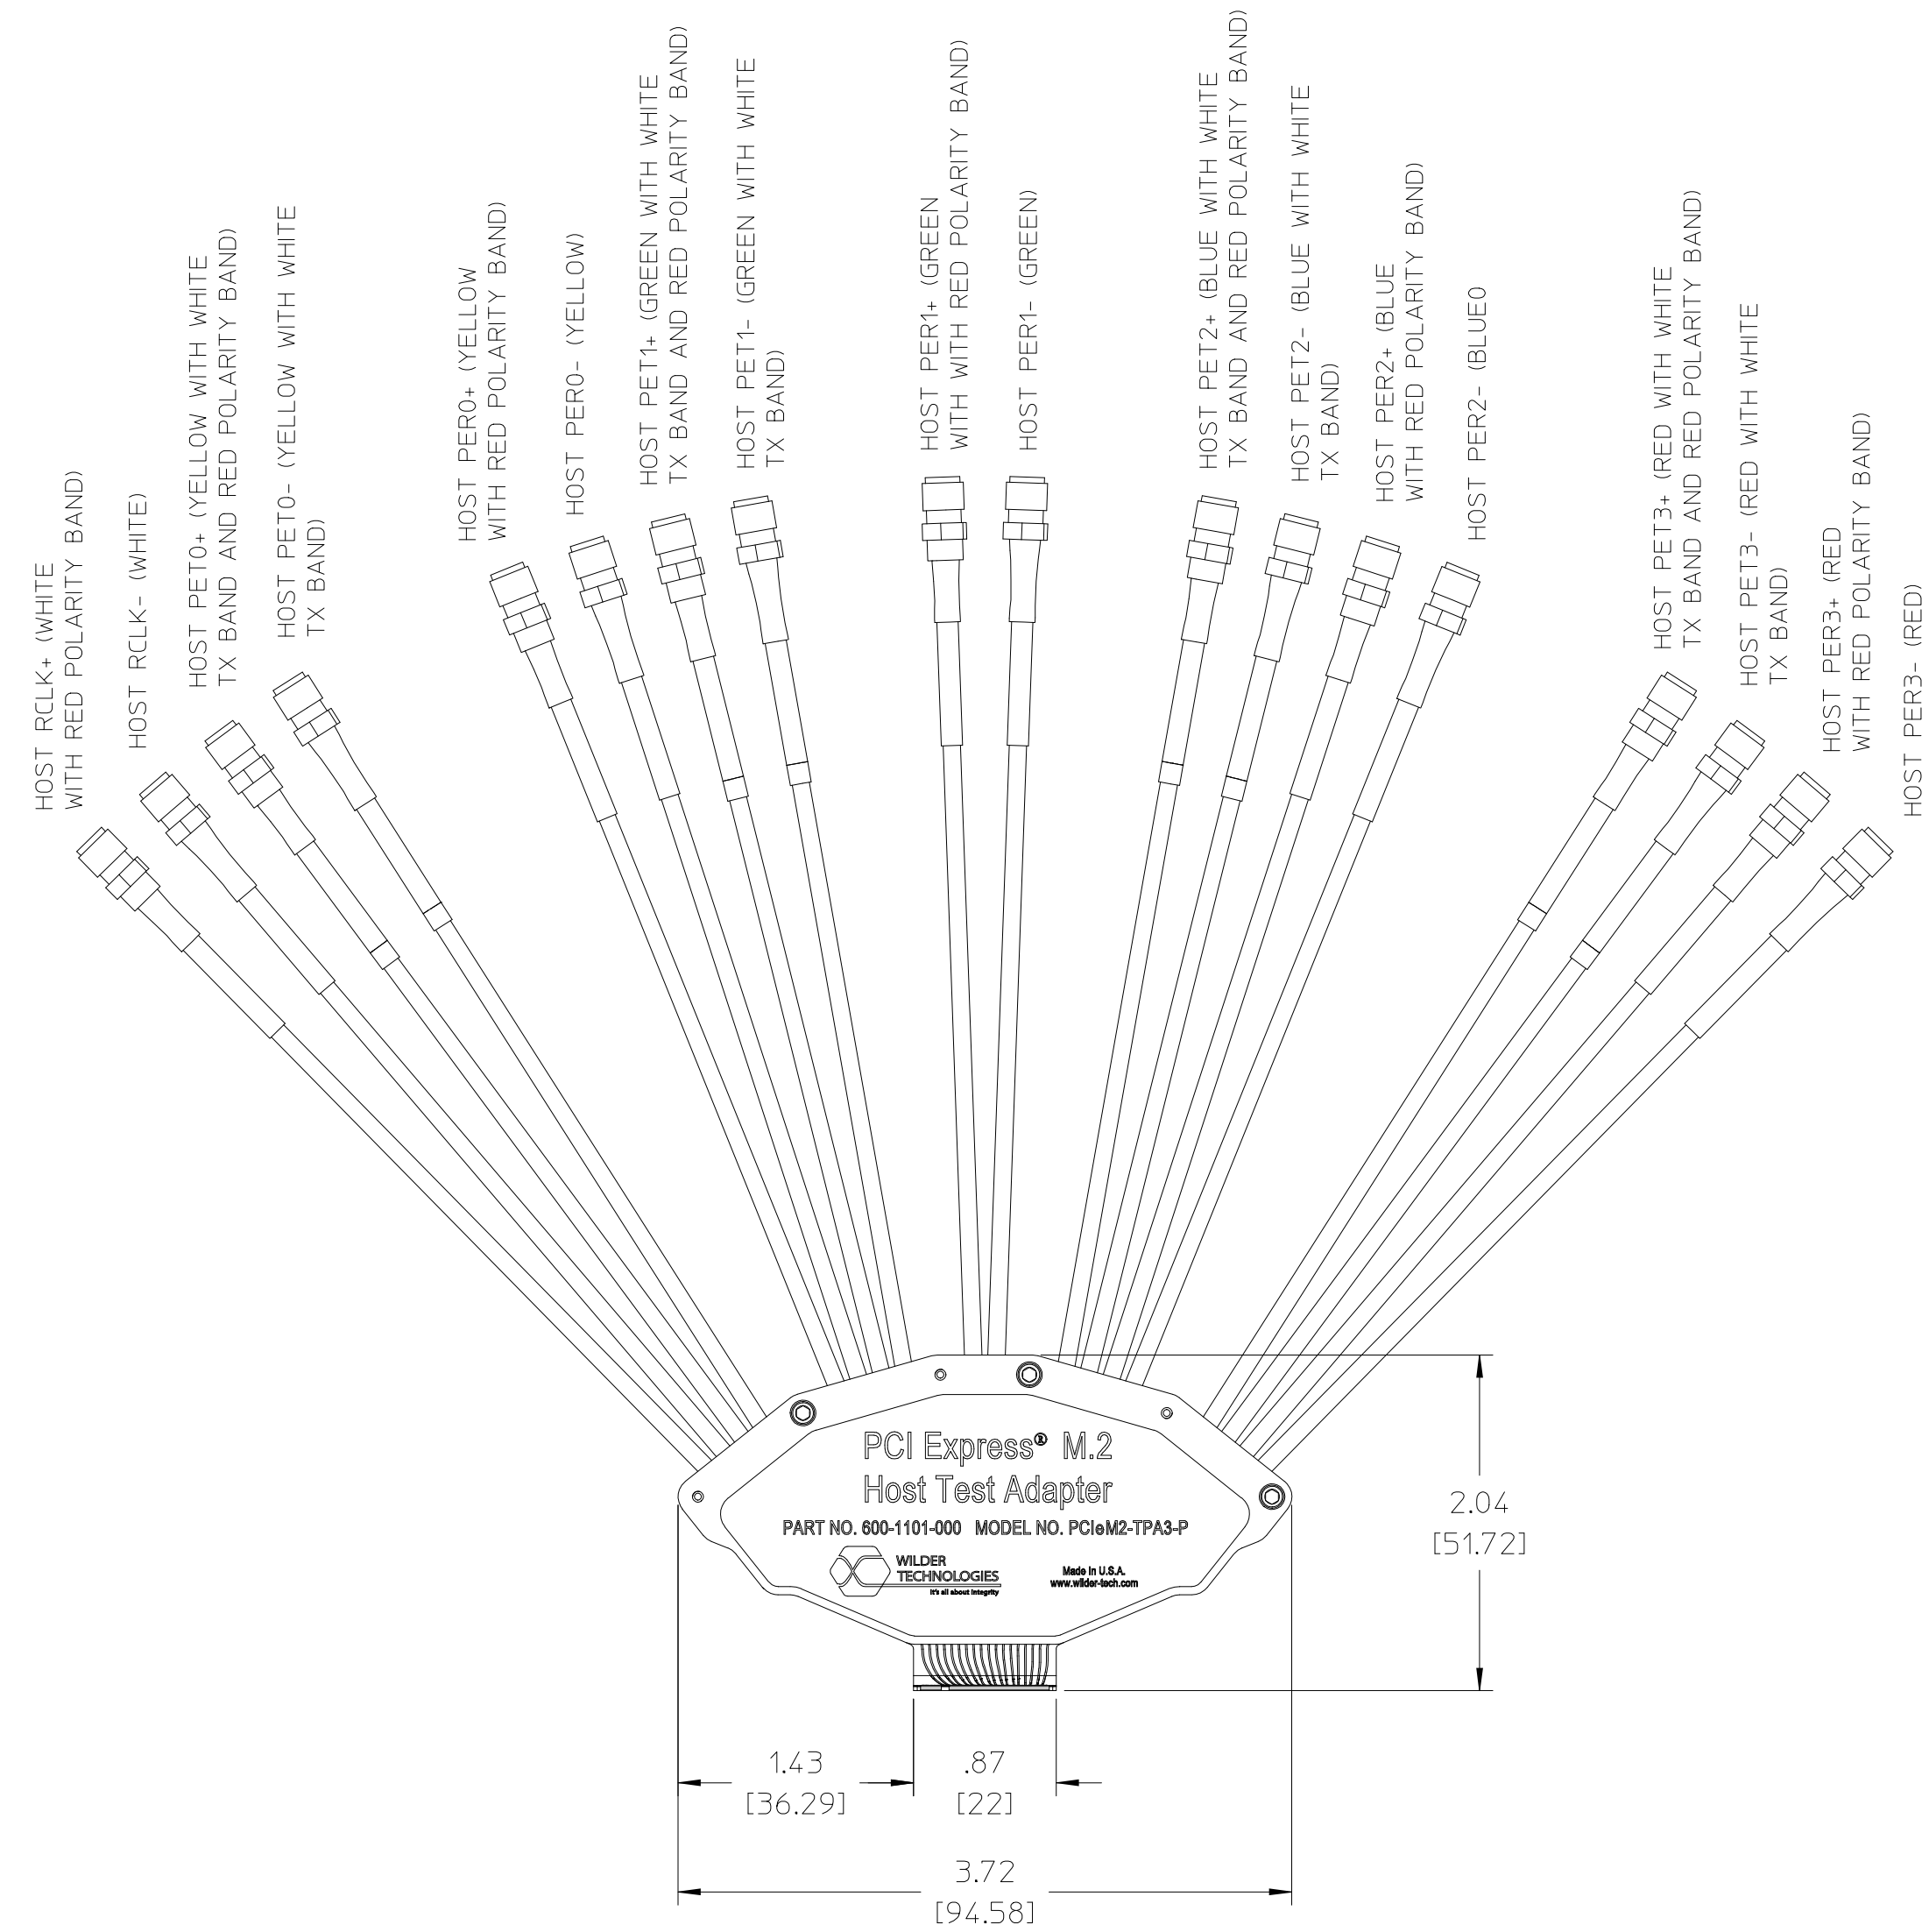 HOST RCLK+ (WHITE
WITH RED POLARITY BAND)
HOST RCLK- (WHITE)
HOST PET0+ (YELLOW WITH WHITE
TX BAND AND RED POLARITY BAND)
HOST PET0- (YELLOW WITH WHITE
TX BAND)
HOST PER0+ (YELLOW
WITH RED POLARITY BAND)
HOST PER0- (YELLOW)
HOST PET1+ (GREEN WITH WHITE
TX BAND AND RED POLARITY BAND)
HOST PET1- (GREEN WITH WHITE
TX BAND)
HOST PER1+ (GREEN
WITH WITH RED POLARITY BAND)
HOST PER1- (GREEN)
HOST PET2+ (BLUE WITH WHITE
TX BAND AND RED POLARITY BAND)
HOST PET2- (BLUE WITH WHITE
TX BAND)
HOST PER2+ (BLUE
WITH RED POLARITY BAND)
HOST PER2- (BLUE0
HOST PET3+ (RED WITH WHITE
TX BAND AND RED POLARITY BAND)
HOST PET3- (RED WITH WHITE
TX BAND)
HOST PER3+ (RED
WITH RED POLARITY BAND)
HOST PER3- (RED)
PCI Express® M.2
Host Test Adapter
PART NO. 600-1101-000 MODEL NO. PCIeM2-TPA3-P
WILDER
TECHNOLOGIES
It's all about integrity
Made in U.S.A.
www.wilder-tech.com
2.04
[51.72]
1.43
[36.29]
.87
[22]
3.72
[94.58]